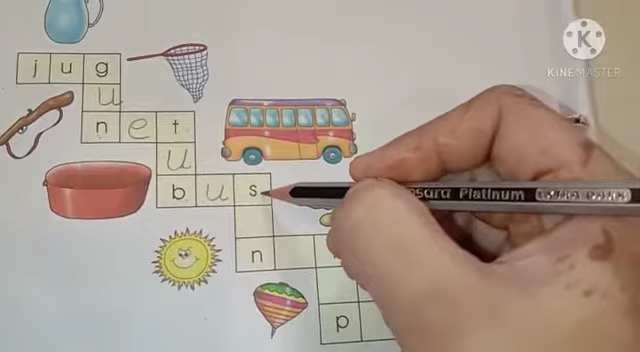 K
KINEMASTER
jug
u
net
u
bus
Platinum
n
p